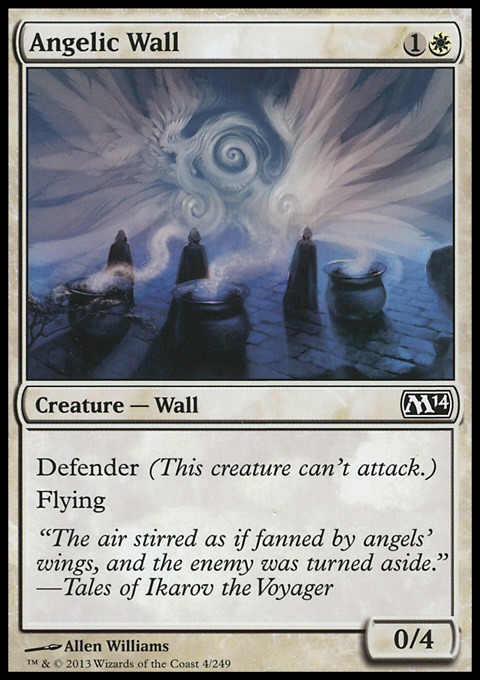 Angelic Wall 1
Creature — Wall M14
Defender (This creature can't attack.)
Flying
“The air stirred as if fanned by angels’
wings, and the enemy was turned aside.”
—Tales of Ikarov the Voyager
Allen Williams
™ & © 2013 Wizards of the Coast 4/249
0/4